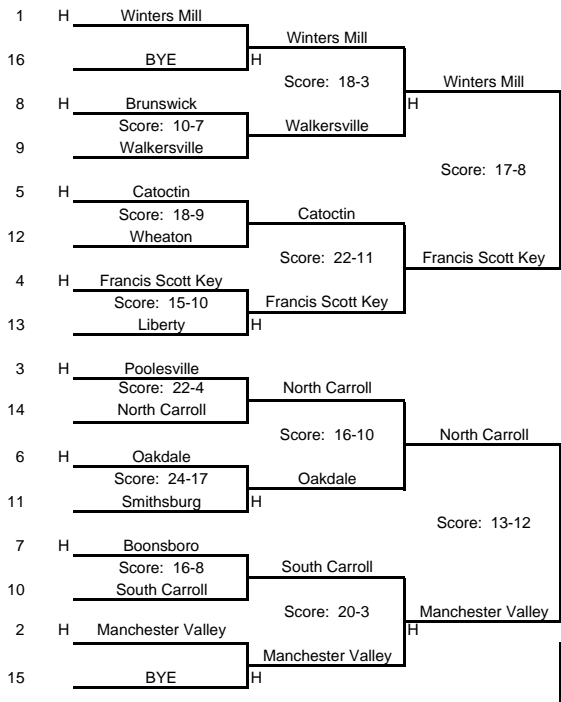 1 H Winters Mill
Winters Mill
16 BYE H
Score: 18-3 Winters Mill
8 H Brunswick H
Score: 10-7 Walkersville
9 Walkersville
Score: 17-8
5 H Catoctin
Score: 18-9 Catoctin
12 Wheaton
Score: 22-11 Francis Scott Key
4 H Francis Scott Key
Score: 15-10 Francis Scott Key
13 Liberty H
3 H Poolesville
Score: 22-4 North Carroll
14 North Carroll
Score: 16-10 North Carroll
6 H Oakdale
Score: 24-17 Oakdale
11 Smithsburg H
Score: 13-12
7 H Boonsboro
Score: 16-8 South Carroll
10 South Carroll
Score: 20-3 Manchester Valley
2 H Manchester Valley H
Manchester Valley
15 BYE H